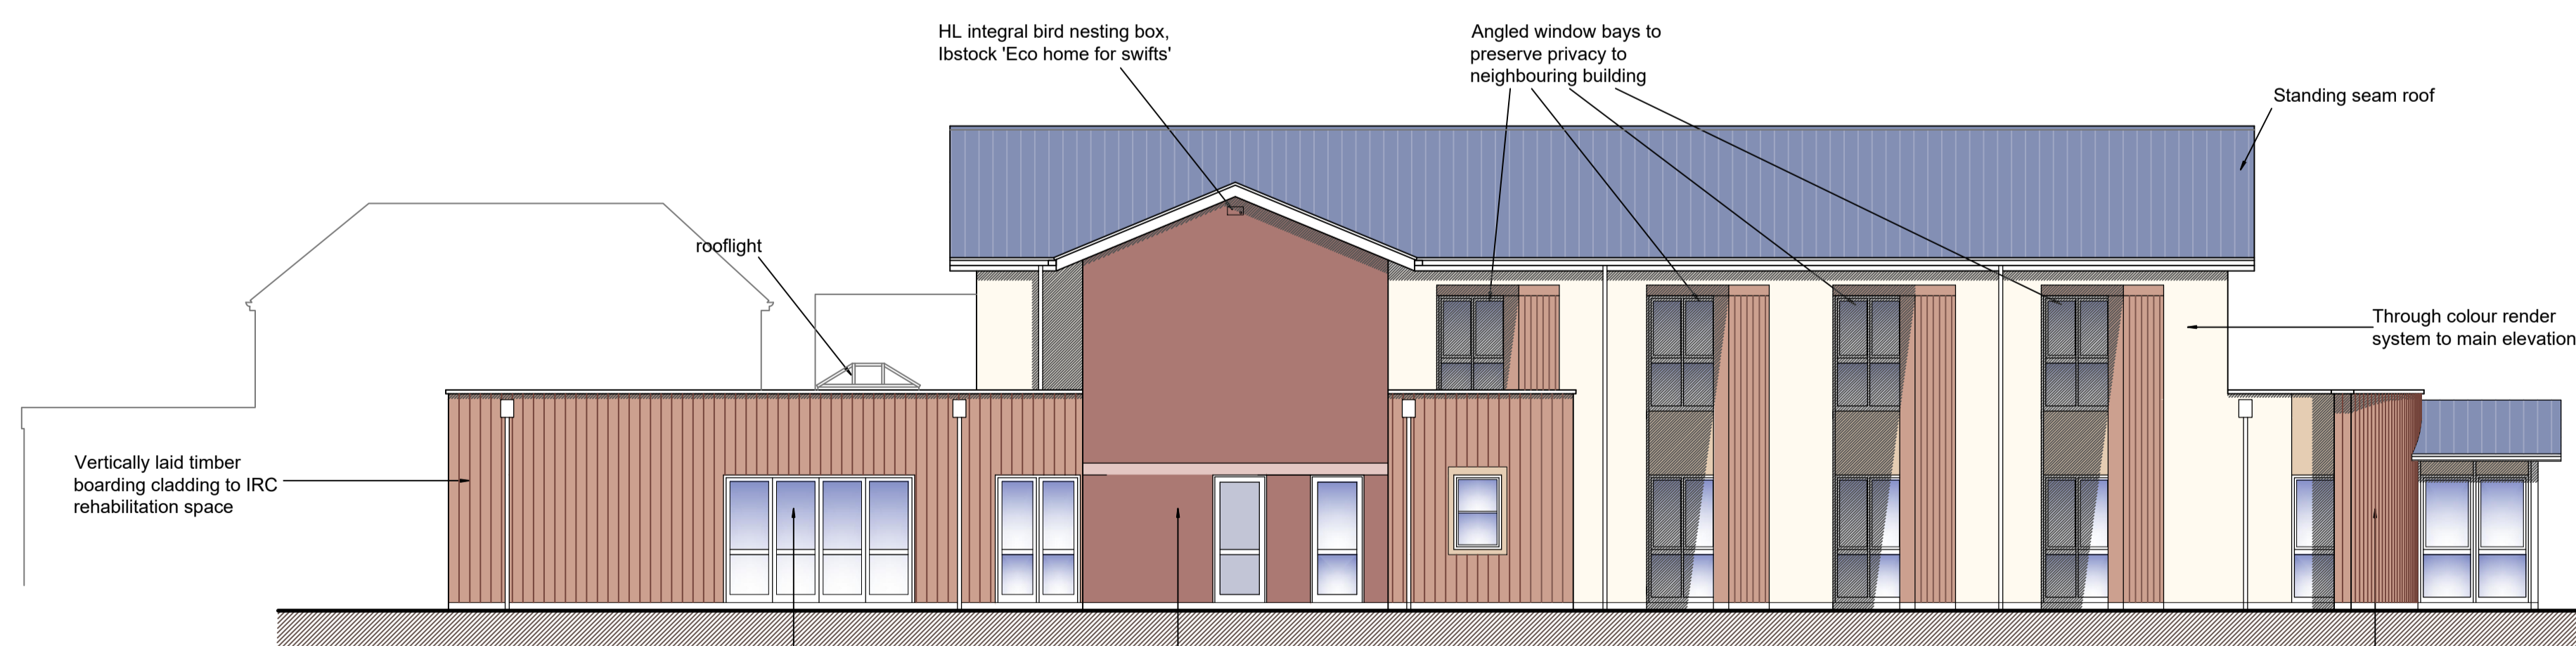 HL integral bird nesting box,
Ibstock 'Eco home for swifts'
Angled window bays to
preserve privacy to
neighbouring building
Standing seam roof
rooflight
Through colour render
system to main elevation
Vertically laid timber
boarding cladding to IRC
rehabilitation space